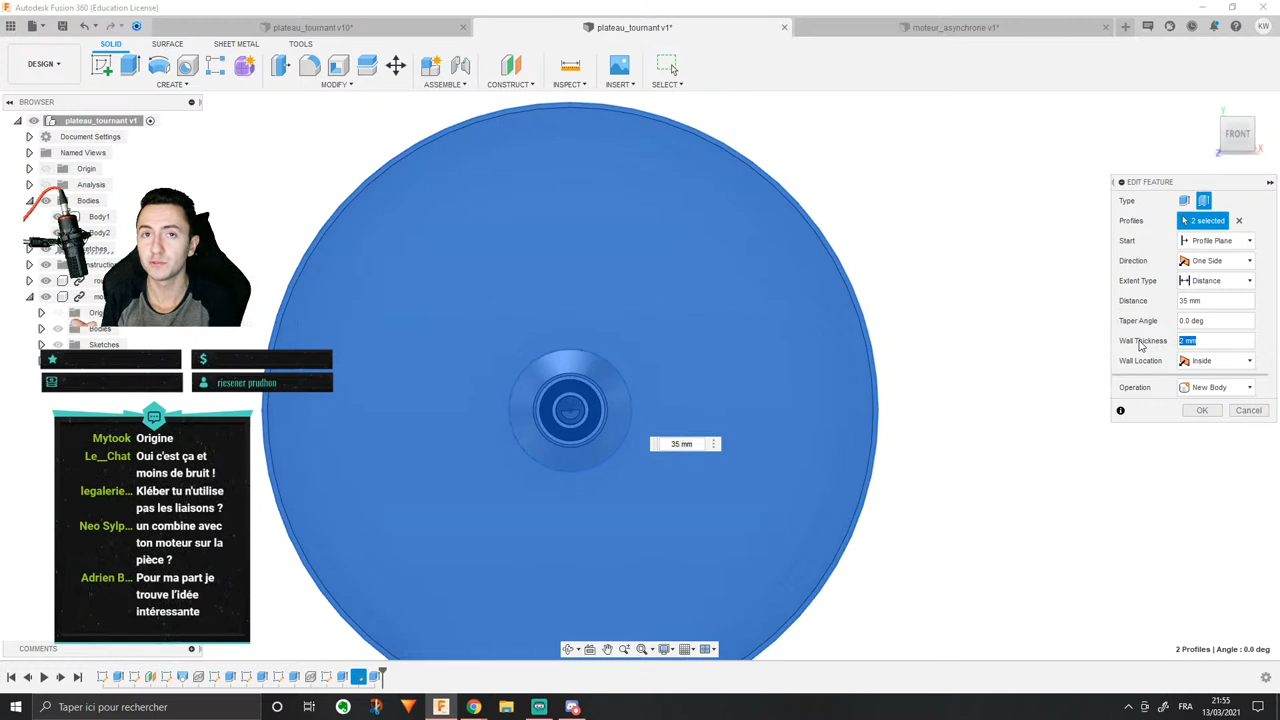 Autodesk Fusion 360 (Education License)
plateau_tournant v10*
plateau_tournant v1*
moteur_asynchrone v1*
KW
SOLID
SURFACE
SHEET METAL
TOOLS
DESIGN
CREATE
MODIFY
ASSEMBLE
CONSTRUCT
INSPECT
INSERT
SELECT
BROWSER
plateau_tournant v1
Document Settings
Named Views
Origin
Analysis
Bodies
Body1
Body2
Bodies
Sketches
riesener prudhon
Mytook Origine
Le__Chat Oui c'est ça et
moins de bruit !
legalerie... Kléber tu n'utilise
pas les liaisons ?
Neo Sylp... un combine avec
ton moteur sur la
pièce ?
Adrien B... Pour ma part je
trouve l'idée
intéressante
35 mm
Y
FRONT
X
Z
EDIT FEATURE
Type
Profiles 2 selected
Start Profile Plane
Direction One Side
Extent Type Distance
Distance 35 mm
Taper Angle 0.0 deg
Wall Thickness 2 mm
Wall Location Inside
Operation New Body
OK Cancel
COMMENTS
2 Profiles | Angle : 0.0 deg
Taper ici pour rechercher
FRA
21:55
13/03/2021